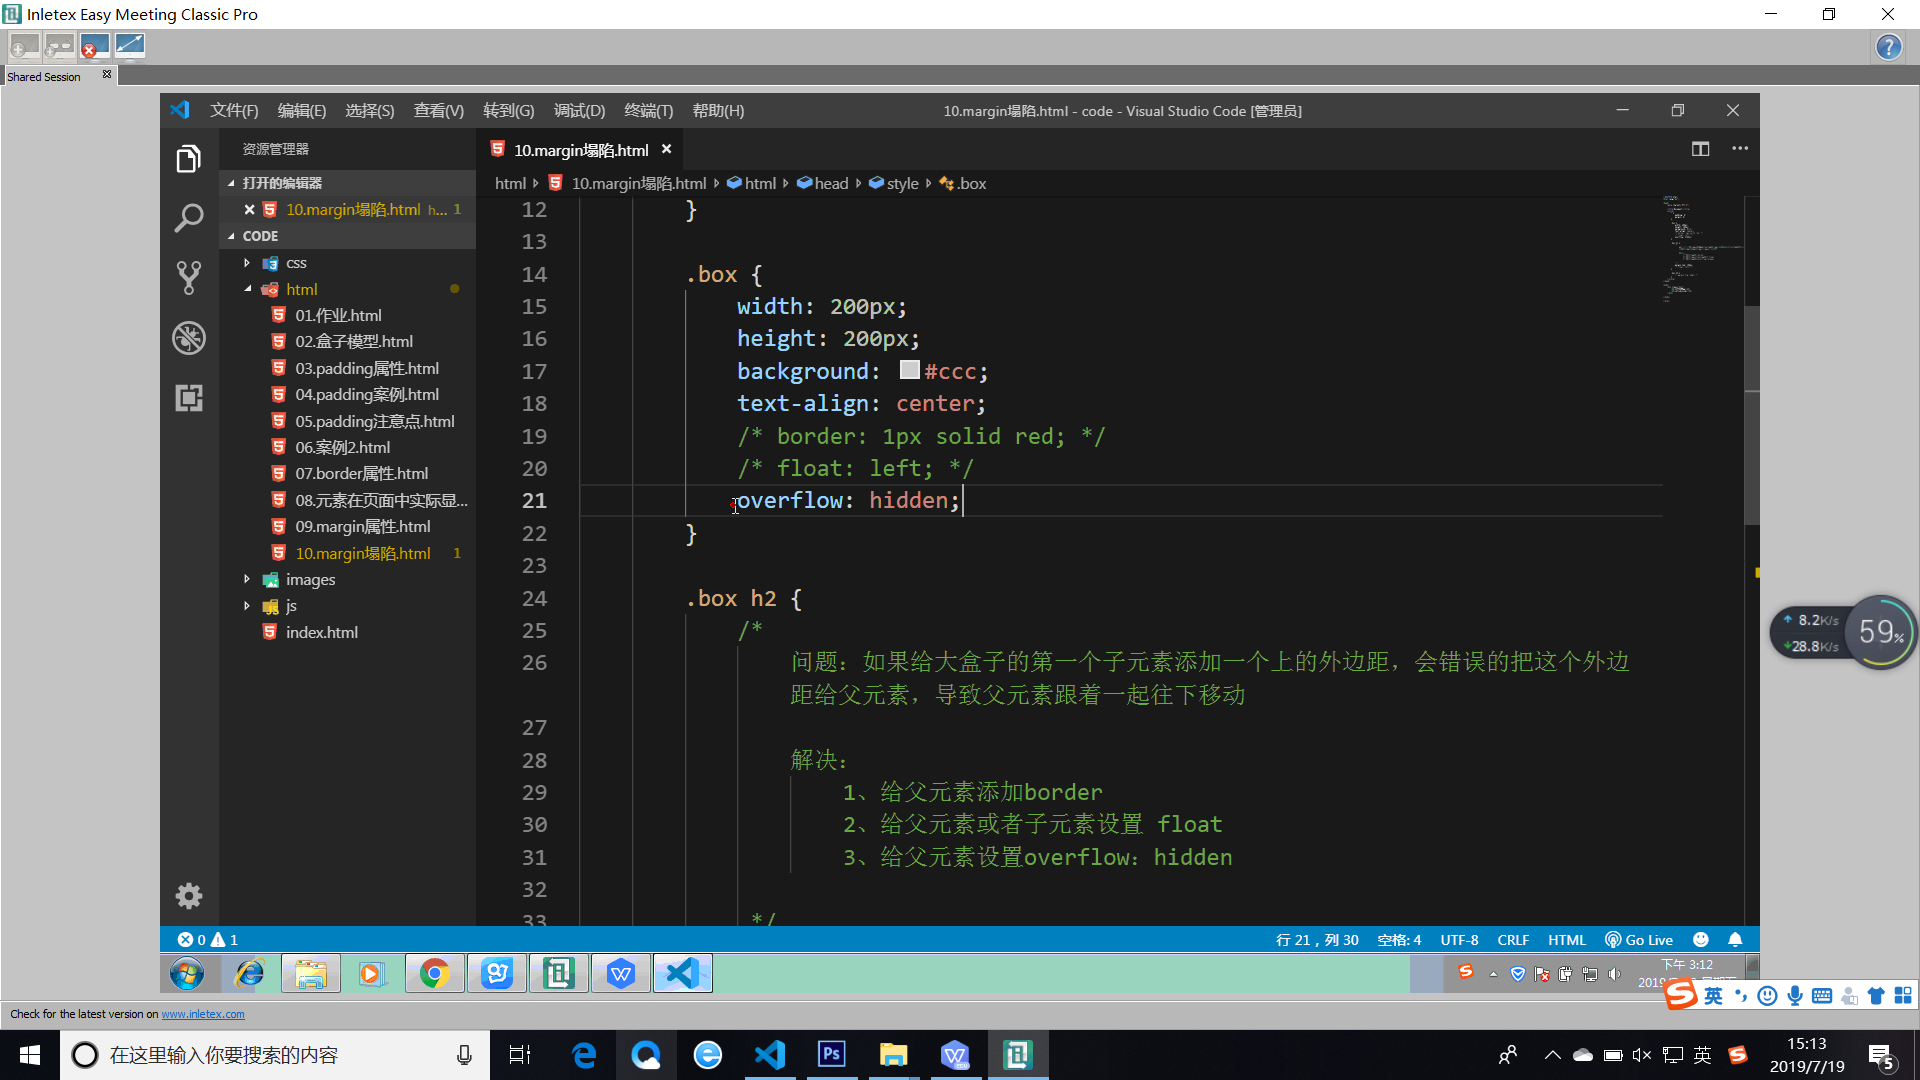 Inletex Easy Meeting Classic Pro
Shared Session
文件(F) 编辑(E) 选择(S) 查看(V) 转到(G) 调试(D) 终端(T) 帮助(H)
10.margin塌陷.html - code - Visual Studio Code [管理员]
资源管理器
10.margin塌陷.html
打开的编辑器
html 10.margin塌陷.html html head style .box
10.margin塌陷.html h... 1
CODE
css
html
01.作业.html
02.盒子模型.html
03.padding属性.html
04.padding案例.html
05.padding注意点.html
06.案例2.html
07.border属性.html
08.元素在页面中实际显...
09.margin属性.html
10.margin塌陷.html 1
images
js
index.html
12 }
13
14 .box {
15 width: 200px;
16 height: 200px;
17 background: #ccc;
18 text-align: center;
19 /* border: 1px solid red; */
20 /* float: left; */
21 overflow: hidden;
22 }
23
24 .box h2 {
25 /*
26 问题：如果给大盒子的第一个子元素添加一个上的外边距，会错误的把这个外边
距给父元素，导致父元素跟着一起往下移动
27
28 解决：
29 1、给父元素添加border
30 2、给父元素或者子元素设置 float
31 3、给父元素设置overflow：hidden
32
33 */
8.2K/s
28.8K/s
59%
0 1
行 21，列 30 空格: 4 UTF-8 CRLF HTML Go Live
下午 3:12
英
Check for the latest version on www.inletex.com
在这里输入你要搜索的内容
Ps
英
15:13
2019/7/19
5